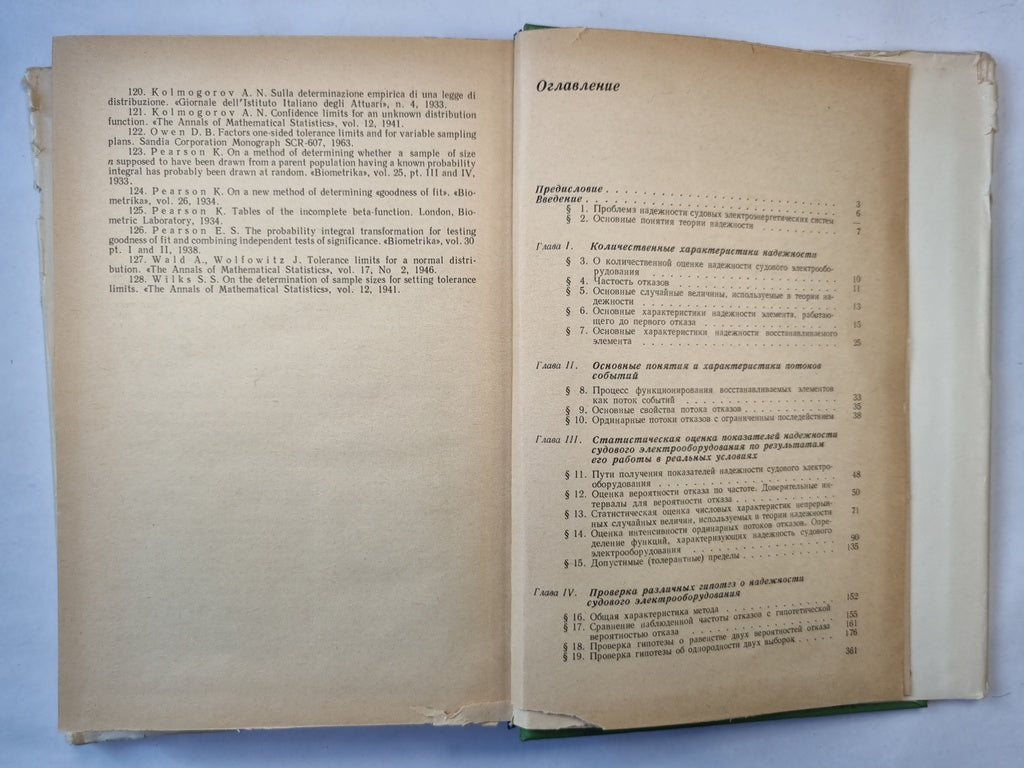 120. Kolmogorov A. N. Sulla determinazione empirica di una legge di
distribuzione. «Giornale dell'Istituto Italiano degli Attuari», n. 4, 1933.
121. Kolmogorov A. N. Confidence limits for an unknown distribution
function. «The Annals of Mathematical Statistics», vol. 12, 1941.
122. Owen D. B. Factors one-sided tolerance limits and for variable sampling
plans. Sandia Corporation Monograph SCR-607, 1963.
123. Pearson K. On a method of determining whether a sample of size
n supposed to have been drawn from a parent population having a known probability
integral has probably been drawn at random. «Biometrika», vol. 25, pt. III and IV,
1933.
124. Pearson K. On a new method of determining «goodness of fit». «Bio-
metrika», vol. 26, 1934.
125. Pearson K. Tables of the incomplete beta-function. London, Bio-
metric Laboratory, 1934.
126. Pearson E. S. The probability integral transformation for testing
goodness of fit and combining independent tests of significance. «Biometrika», vol. 30
pt. I and II, 1938.
127. Wald A., Wolfowitz J. Tolerance limits for a normal distri-
bution. «The Annals of Mathematical Statistics», vol. 17, No 2, 1946.
128. Wilks S. S. On the determination of sample sizes for setting tolerance
limits. «The Annals of Mathematical Statistics», vol. 12, 1941.
Оглавление
Предисловие . . . . . . . . . . . . . . . . . . . . 3
Введение . . . . . . . . . . . . . . . . . . . . 6
§ 1. Проблема надежности судовых электроэнергетических систем —
§ 2. Основные понятия теории надежности . . . . . . . . 7
Глава I. Количественные характеристики надежности
§ 3. О количественной оценке надежности судового электрообо-
рудования . . . . . . . . . . . . . . . . 10
§ 4. Частость отказов . . . . . . . . . . . . . . 11
§ 5. Основные случайные величины, используемые в теории на-
дежности . . . . . . . . . . . . . . . . 13
§ 6. Основные характеристики надежности элемента, работаю-
щего до первого отказа . . . . . . . . . . . . 15
§ 7. Основные характеристики надежности восстанавливаемого
элемента . . . . . . . . . . . . . . . . 25
Глава II. Основные понятия и характеристики потоков
событий
§ 8. Процесс функционирования восстанавливаемых элементов
как поток событий . . . . . . . . . . . . . . 33
§ 9. Основные свойства потока отказов . . . . . . . . . 35
§ 10. Ординарные потоки отказов с ограниченным последействием 38
Глава III. Статистическая оценка показателей надежности
судового электрооборудования по результатам
его работы в реальных условиях
§ 11. Пути получения показателей надежности судового электро-
оборудования . . . . . . . . . . . . . . . 48
§ 12. Оценка вероятности отказа по частоте. Доверительные ин-
тервалы для вероятности отказа . . . . . . . . . 50
§ 13. Статистическая оценка числовых характеристик непрерыв-
ных случайных величин, используемых в теории надежности 71
§ 14. Оценка интенсивности ординарных потоков отказов. Опре-
деление функций, характеризующих надежность судового
электрооборудования . . . . . . . . . . . . . 90
§ 15. Допустимые (толерантные) пределы . . . . . . . . 135
Глава IV. Проверка различных гипотез о надежности
судового электрооборудования
§ 16. Общая характеристика метода . . . . . . . . . . 152
§ 17. Сравнение наблюденной частоты отказов с гипотетической
вероятностью отказа . . . . . . . . . . . . . 155
§ 18. Проверка гипотезы о равенстве двух вероятностей отказа 161
§ 19. Проверка гипотезы об однородности двух выборок . . . . 176
361